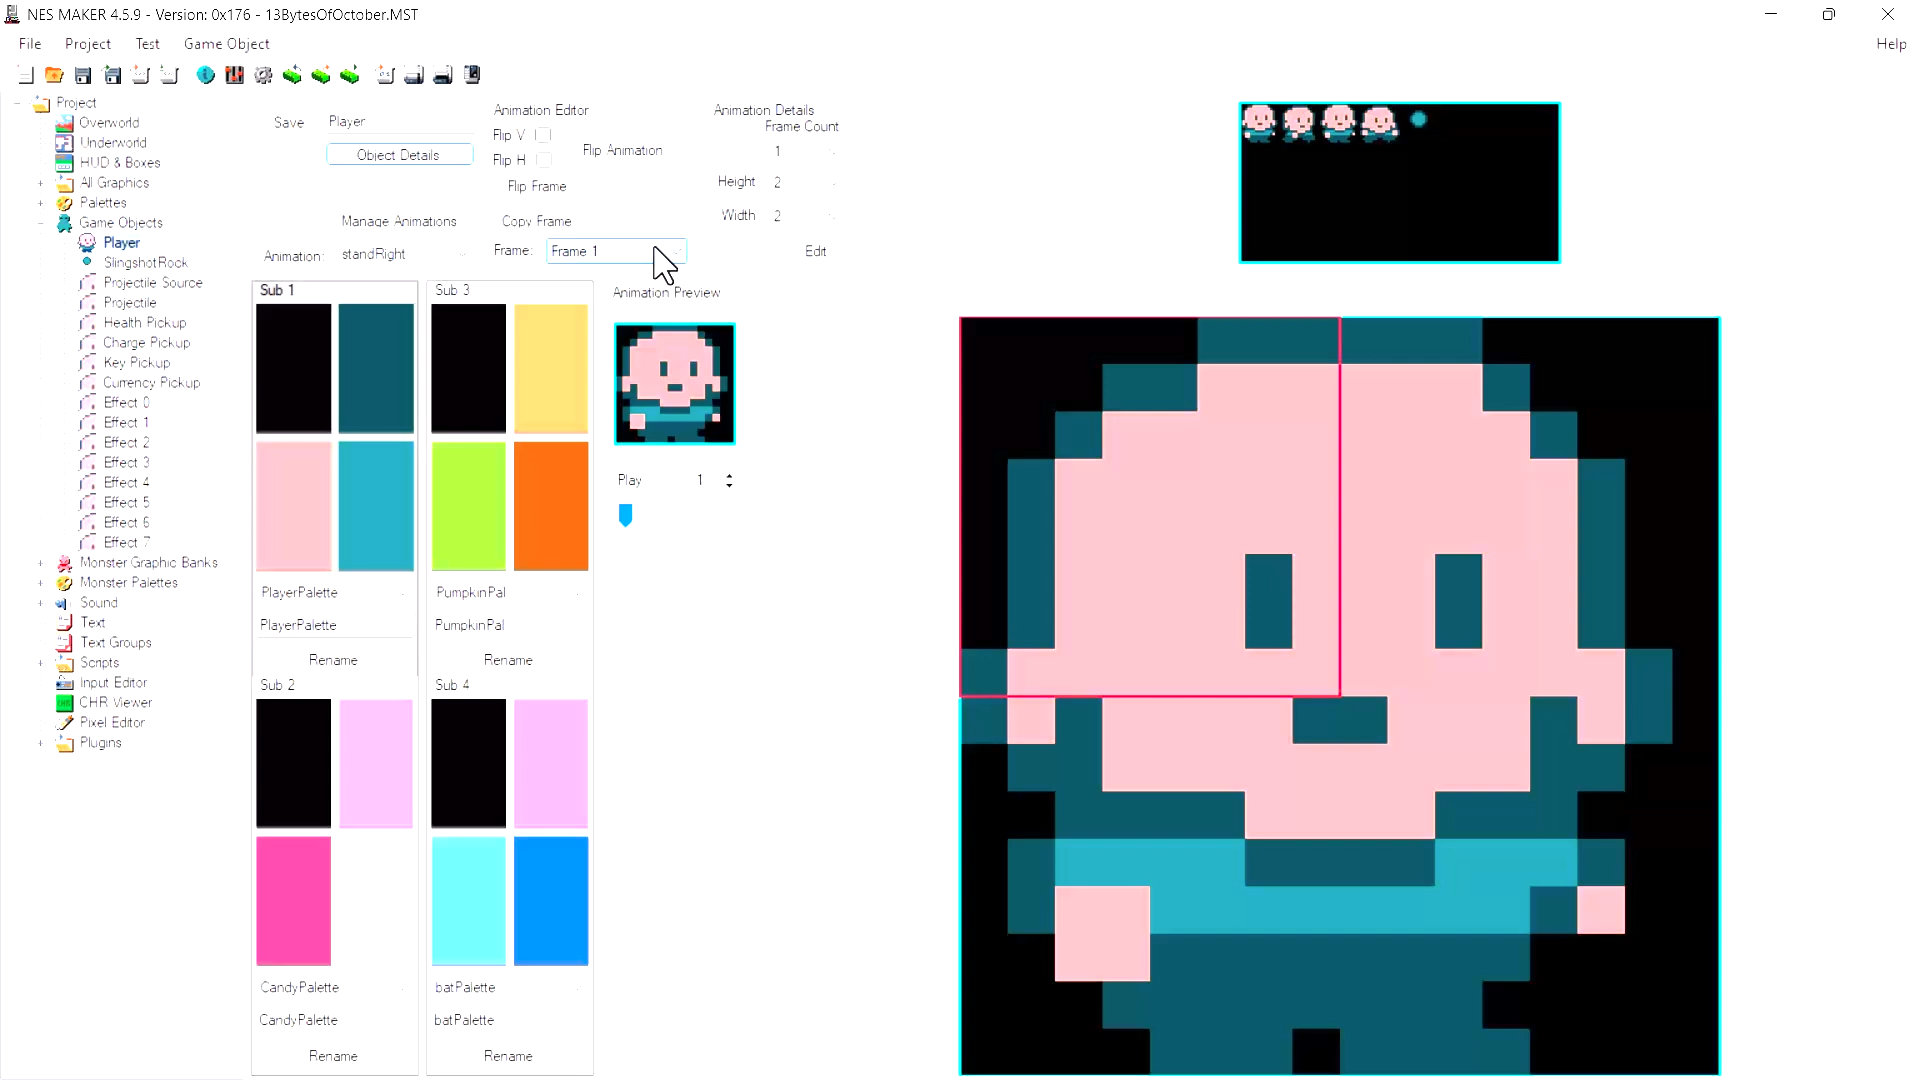 NES MAKER 4.5.9 - Version: 0x176 - 13BytesOfOctober.MST
File Project Test Game Object Help
Project
Overworld
Underworld
HUD & Boxes
All Graphics
Palettes
Game Objects
Player
SlingshotRock
Projectile Source
Projectile
Health Pickup
Charge Pickup
Key Pickup
Currency Pickup
Effect 0
Effect 1
Effect 2
Effect 3
Effect 4
Effect 5
Effect 6
Effect 7
Monster Graphic Banks
Monster Palettes
Sound
Text
Text Groups
Scripts
Input Editor
CHR Viewer
Pixel Editor
Plugins
Save Player
Object Details
Manage Animations
Animation: standRight
Animation Editor
Flip V
Flip H
Flip Animation
Flip Frame
Copy Frame
Frame: Frame 1
Animation Details
Frame Count
1
Height 2
Width 2
Edit
Sub 1
PlayerPalette
PlayerPalette
Rename
Sub 3
PumpkinPal
PumpkinPal
Rename
Sub 2
CandyPalette
CandyPalette
Rename
Sub 4
batPalette
batPalette
Rename
Animation Preview
Play 1